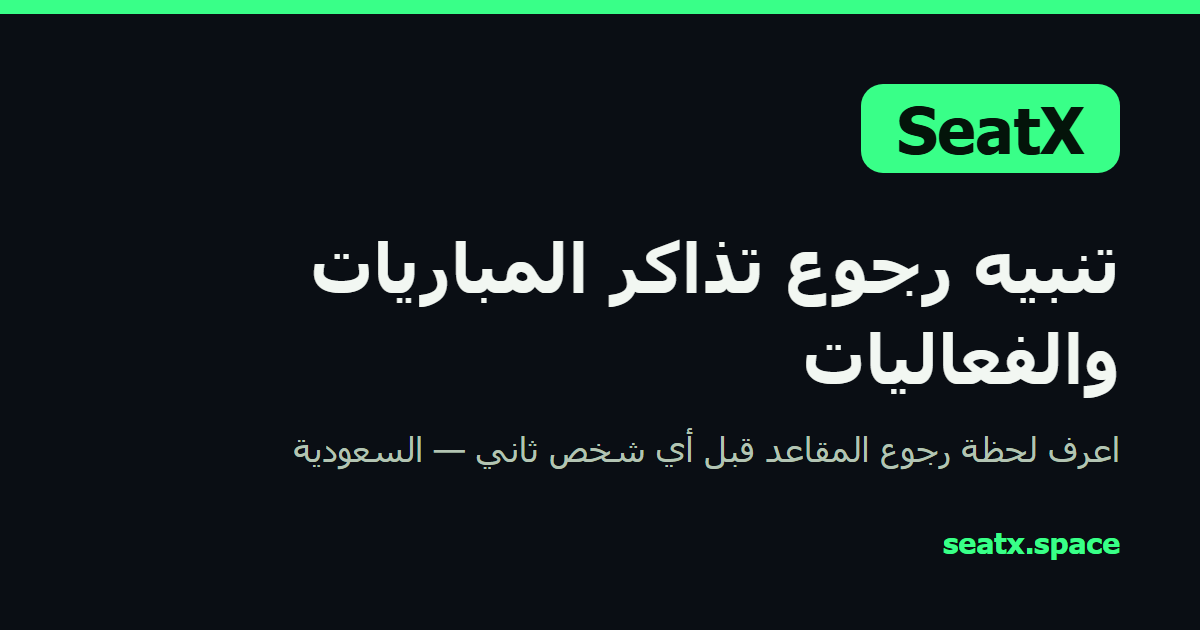 SeatX
تنبيه رجوع تذاكر المباريات
والفعاليات
اعرف لحظة رجوع المقاعد قبل أي شخص ثاني — السعودية
seatx.space